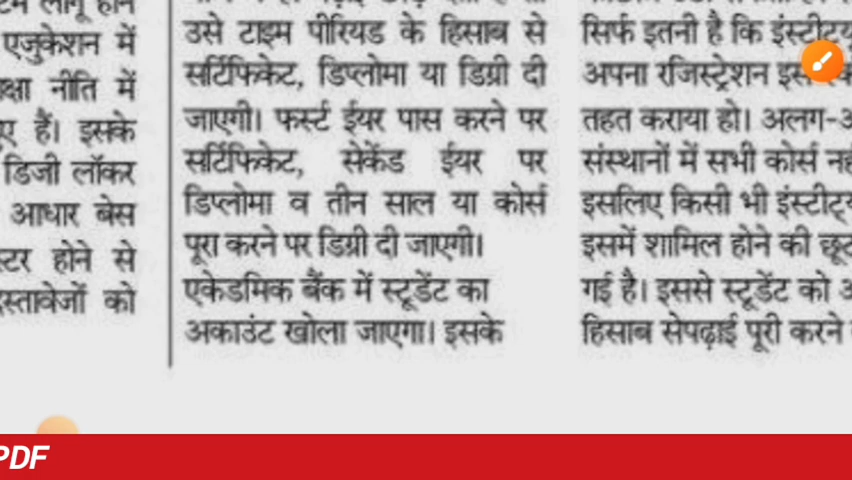 लागू होने
एजुकेशन में
नीति में
हैं। इसके
डिजी लॉकर
आधार बेस
होने से
को
उसे टाइम पीरियड के हिसाब से
सर्टिफिकेट, डिप्लोमा या डिग्री दी
जाएगी। फर्स्ट ईयर पास करने पर
सर्टिफिकेट, सेकेंड ईयर पर
डिप्लोमा व तीन साल या कोर्स
पूरा करने पर डिग्री दी जाएगी।
एकेडमिक बैंक में स्टूडेंट का
अकाउंट खोला जाएगा। इसके
सिर्फ इतनी है कि
अपना रजिस्ट्रेशन
तहत कराया हो। अलग-
संस्थानों में सभी कोर्स
इसलिए किसी भी
इसमें शामिल होने की
गई है। इससे स्टूडेंट को
हिसाब सेपढ़ाई पूरी करने
PDF